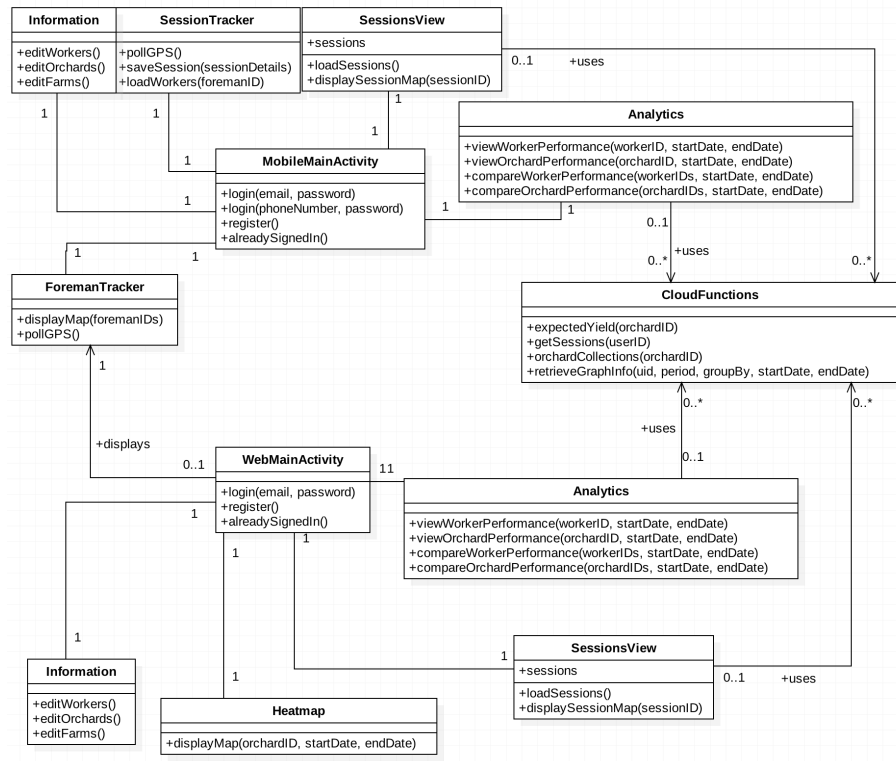 Information
+editWorkers()
+editOrchards()
+editFarms()
SessionTracker
+pollGPS()
+saveSession(sessionDetails)
+loadWorkers(foremanID)
SessionsView
+sessions
+loadSessions()
+displaySessionMap(sessionID)
0..1
+uses
1
1
1
1
Analytics
+viewWorkerPerformance(workerID, startDate, endDate)
+viewOrchardPerformance(orchardID, startDate, endDate)
+compareWorkerPerformance(workerIDs, startDate, endDate)
+compareOrchardPerformance(orchardIDs, startDate, endDate)
MobileMainActivity
+login(email, password)
+login(phoneNumber, password)
+register()
+alreadySignedIn()
1
1
1
1
0..1
+uses
0..*
0..*
1
1
ForemanTracker
+displayMap(foremanIDs)
+pollGPS()
CloudFunctions
+expectedYield(orchardID)
+getSessions(userID)
+orchardCollections(orchardID)
+retrieveGraphInfo(uid, period, groupBy, startDate, endDate)
1
0..*
0..*
+uses
+displays
0..1
0..1
WebMainActivity
+login(email, password)
+register()
+alreadySignedIn()
11
Analytics
+viewWorkerPerformance(workerID, startDate, endDate)
+viewOrchardPerformance(orchardID, startDate, endDate)
+compareWorkerPerformance(workerIDs, startDate, endDate)
+compareOrchardPerformance(orchardIDs, startDate, endDate)
1
1
1
1
1
1
SessionsView
+sessions
+loadSessions()
+displaySessionMap(sessionID)
0..1
+uses
Information
+editWorkers()
+editOrchards()
+editFarms()
Heatmap
+displayMap(orchardID, startDate, endDate)